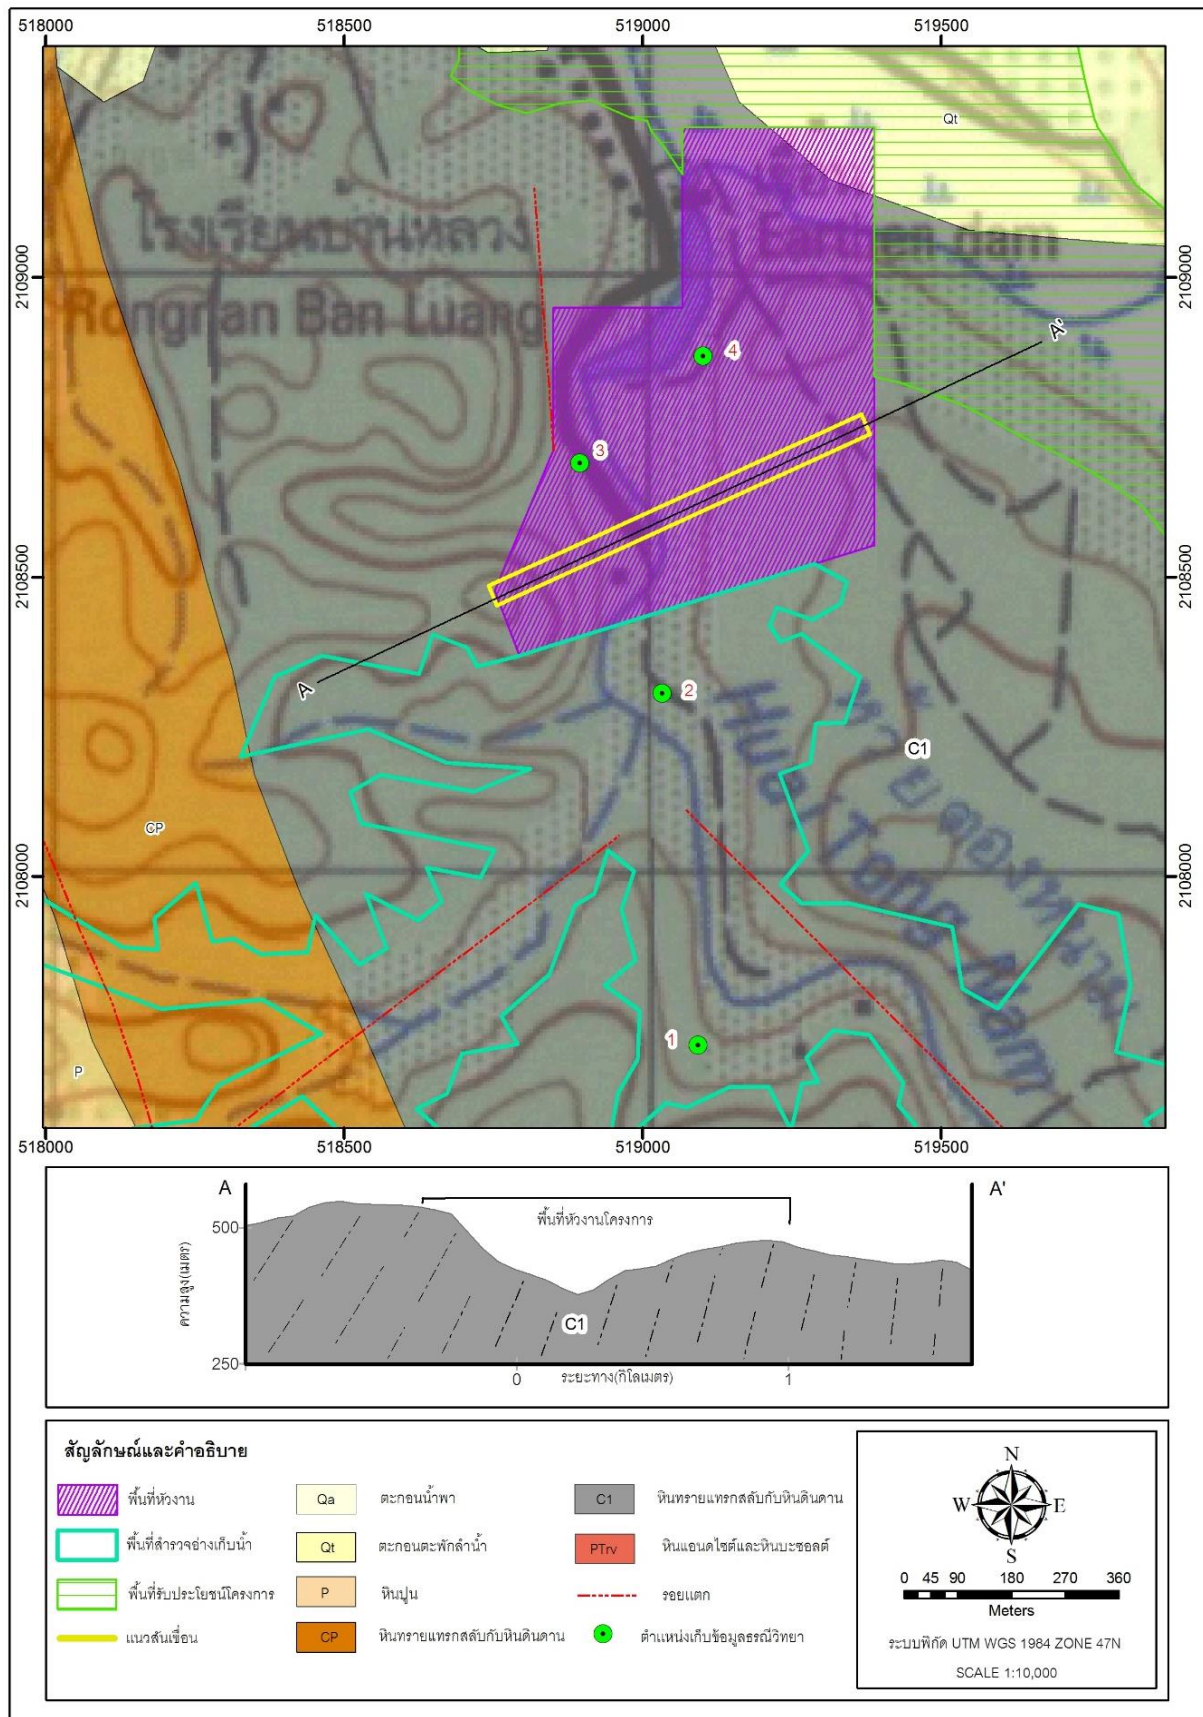 518000 518500 519000 519500
Qt
โรงเรียนบานหลวง
2109000 2109000
Rongrian Ban Luang
Earthen dam
A'
4
3
2108500 2108500
A
2
C1
Huai Tong Nam
CP
2108000 2108000
1
P
518000 518500 519000 519500
A A'
พื้นที่หัวงานโครงการ
500
ความสูง(เมตร)
C1
250
0 ระยะทาง(กิโลเมตร) 1
สัญลักษณ์และคำอธิบาย
พื้นที่หัวงาน Qa ตะกอนน้ำพา C1 หินทรายแทรกสลับกับหินดินดาน
พื้นที่สำรวจอ่างเก็บน้ำ Qt ตะกอนตะพักลำน้ำ PTrv หินแอนดไซต์และหินบะซอลต์
พื้นที่รับประโยชน์โครงการ P หินปูน รอยแตก
แนวสันเขื่อน CP หินทรายแทรกสลับกับหินดินดาน ตำแหน่งเก็บข้อมูลธรณีวิทยา
N
W E
S
0 45 90 180 270 360
Meters
ระบบพิกัด UTM WGS 1984 ZONE 47N
SCALE 1:10,000